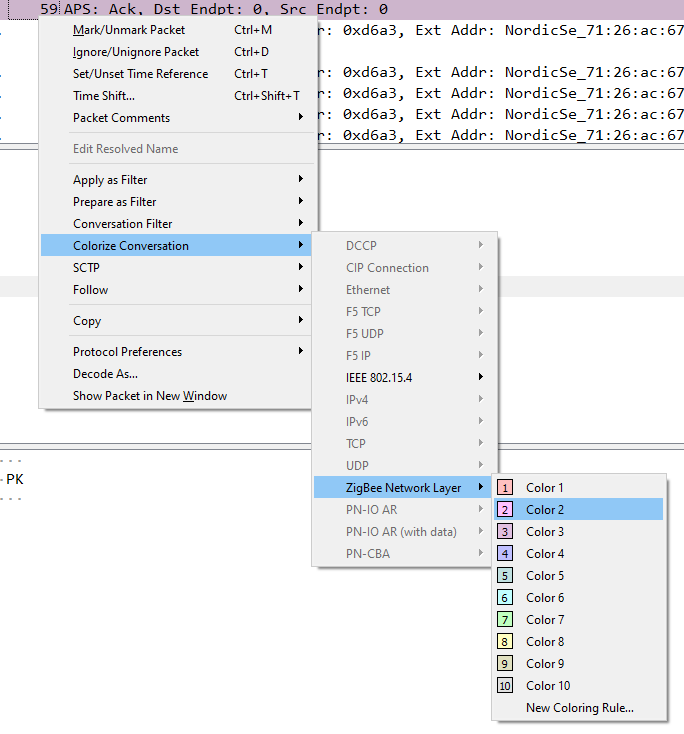 59 APS: Ack, Dst Endpt: 0, Src Endpt: 0
Mark/Unmark Packet Ctrl+M
r: 0xd6a3, Ext Addr: NordicSe_71:26:ac:67
Ignore/Unignore Packet Ctrl+D
Set/Unset Time Reference Ctrl+T
r: 0xd6a3, Ext Addr: NordicSe_71:26:ac:67
Time Shift... Ctrl+Shift+T
r: 0xd6a3, Ext Addr: NordicSe_71:26:ac:67
Packet Comments
r: 0xd6a3, Ext Addr: NordicSe_71:26:ac:67
r: 0xd6a3, Ext Addr: NordicSe_71:26:ac:67
Edit Resolved Name
Apply as Filter
Prepare as Filter
Conversation Filter
Colorize Conversation
SCTP
Follow
Copy
Protocol Preferences
Decode As...
Show Packet in New Window
DCCP
CIP Connection
Ethernet
F5 TCP
F5 UDP
F5 IP
IEEE 802.15.4
IPv4
IPv6
TCP
UDP
ZigBee Network Layer
PN-IO AR
PN-IO AR (with data)
PN-CBA
...
·PK
...
1 Color 1
2 Color 2
3 Color 3
4 Color 4
5 Color 5
6 Color 6
7 Color 7
8 Color 8
9 Color 9
10 Color 10
New Coloring Rule...